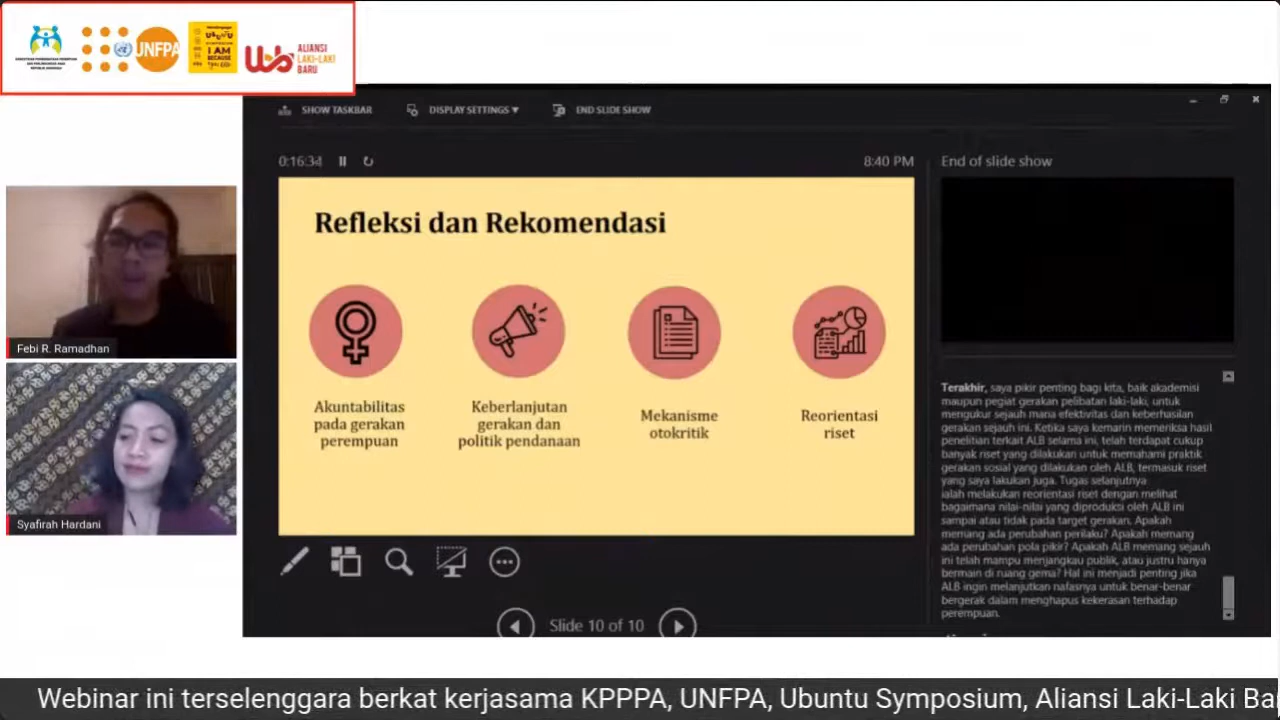 UNFPA
UBUNTU
I AM
BECAUSE
ALIANSI
LAKI-LAKI
BARU
SHOW TASKBAR
DISPLAY SETTINGS
END SLIDE SHOW
0:16:34
8:40 PM
End of slide show
Refleksi dan Rekomendasi
Akuntabilitas
pada gerakan
perempuan
Keberlanjutan
gerakan dan
politik pendanaan
Mekanisme
otokritik
Reorientasi
riset
Terakhir, saya pikir penting bagi kita, baik akademisi
maupun pegiat gerakan pelibatan laki-laki, untuk
mengukur sejauh mana efektivitas dan keberhasilan
gerakan sejauh ini. Ketika saya kemarin memeriksa hasil
penelitian terkait ALB selama ini, telah terdapat cukup
banyak riset yang dilakukan untuk memahami praktik
gerakan sosial yang dilakukan oleh ALB, termasuk riset
yang saya lakukan juga. Tugas selanjutnya
ialah melakukan reorientasi riset dengan melihat
bagaimana nilai-nilai yang diproduksi oleh ALB ini
sampai atau tidak pada target gerakan. Apakah
memang ada perubahan perilaku? Apakah memang
ada perubahan pola pikir? Apakah ALB memang sejauh
ini telah mampu menjangkau publik, atau justru hanya
bermain di ruang gema? Hal ini menjadi penting jika
ALB ingin melanjutkan nafasnya untuk benar-benar
bergerak dalam menghapus kekerasan terhadap
perempuan.
Slide 10 of 10
Febi R. Ramadhan
Syafirah Hardani
Webinar ini terselenggara berkat kerjasama KPPPA, UNFPA, Ubuntu Symposium, Aliansi Laki-Laki Ba